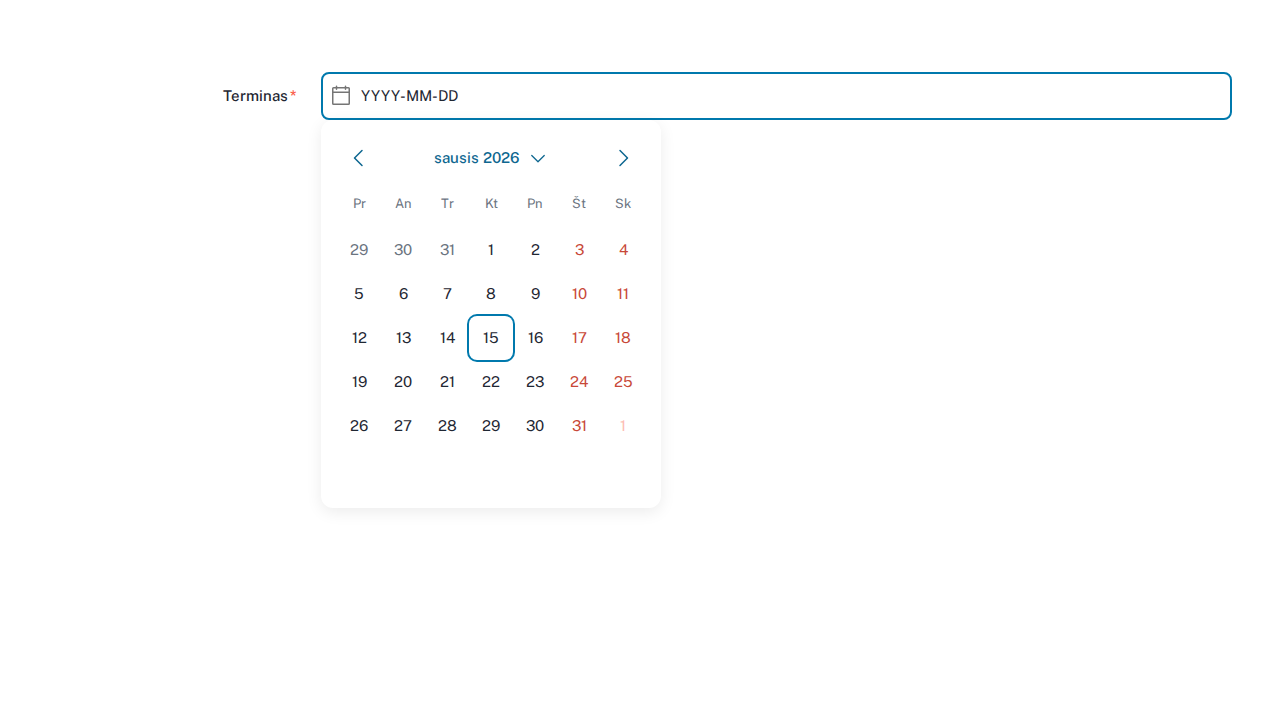 Terminas*
YYYY-MM-DD
sausis 2026
Pr An Tr Kt Pn Št Sk
29 30 31 1 2 3 4
5 6 7 8 9 10 11
12 13 14 15 16 17 18
19 20 21 22 23 24 25
26 27 28 29 30 31 1